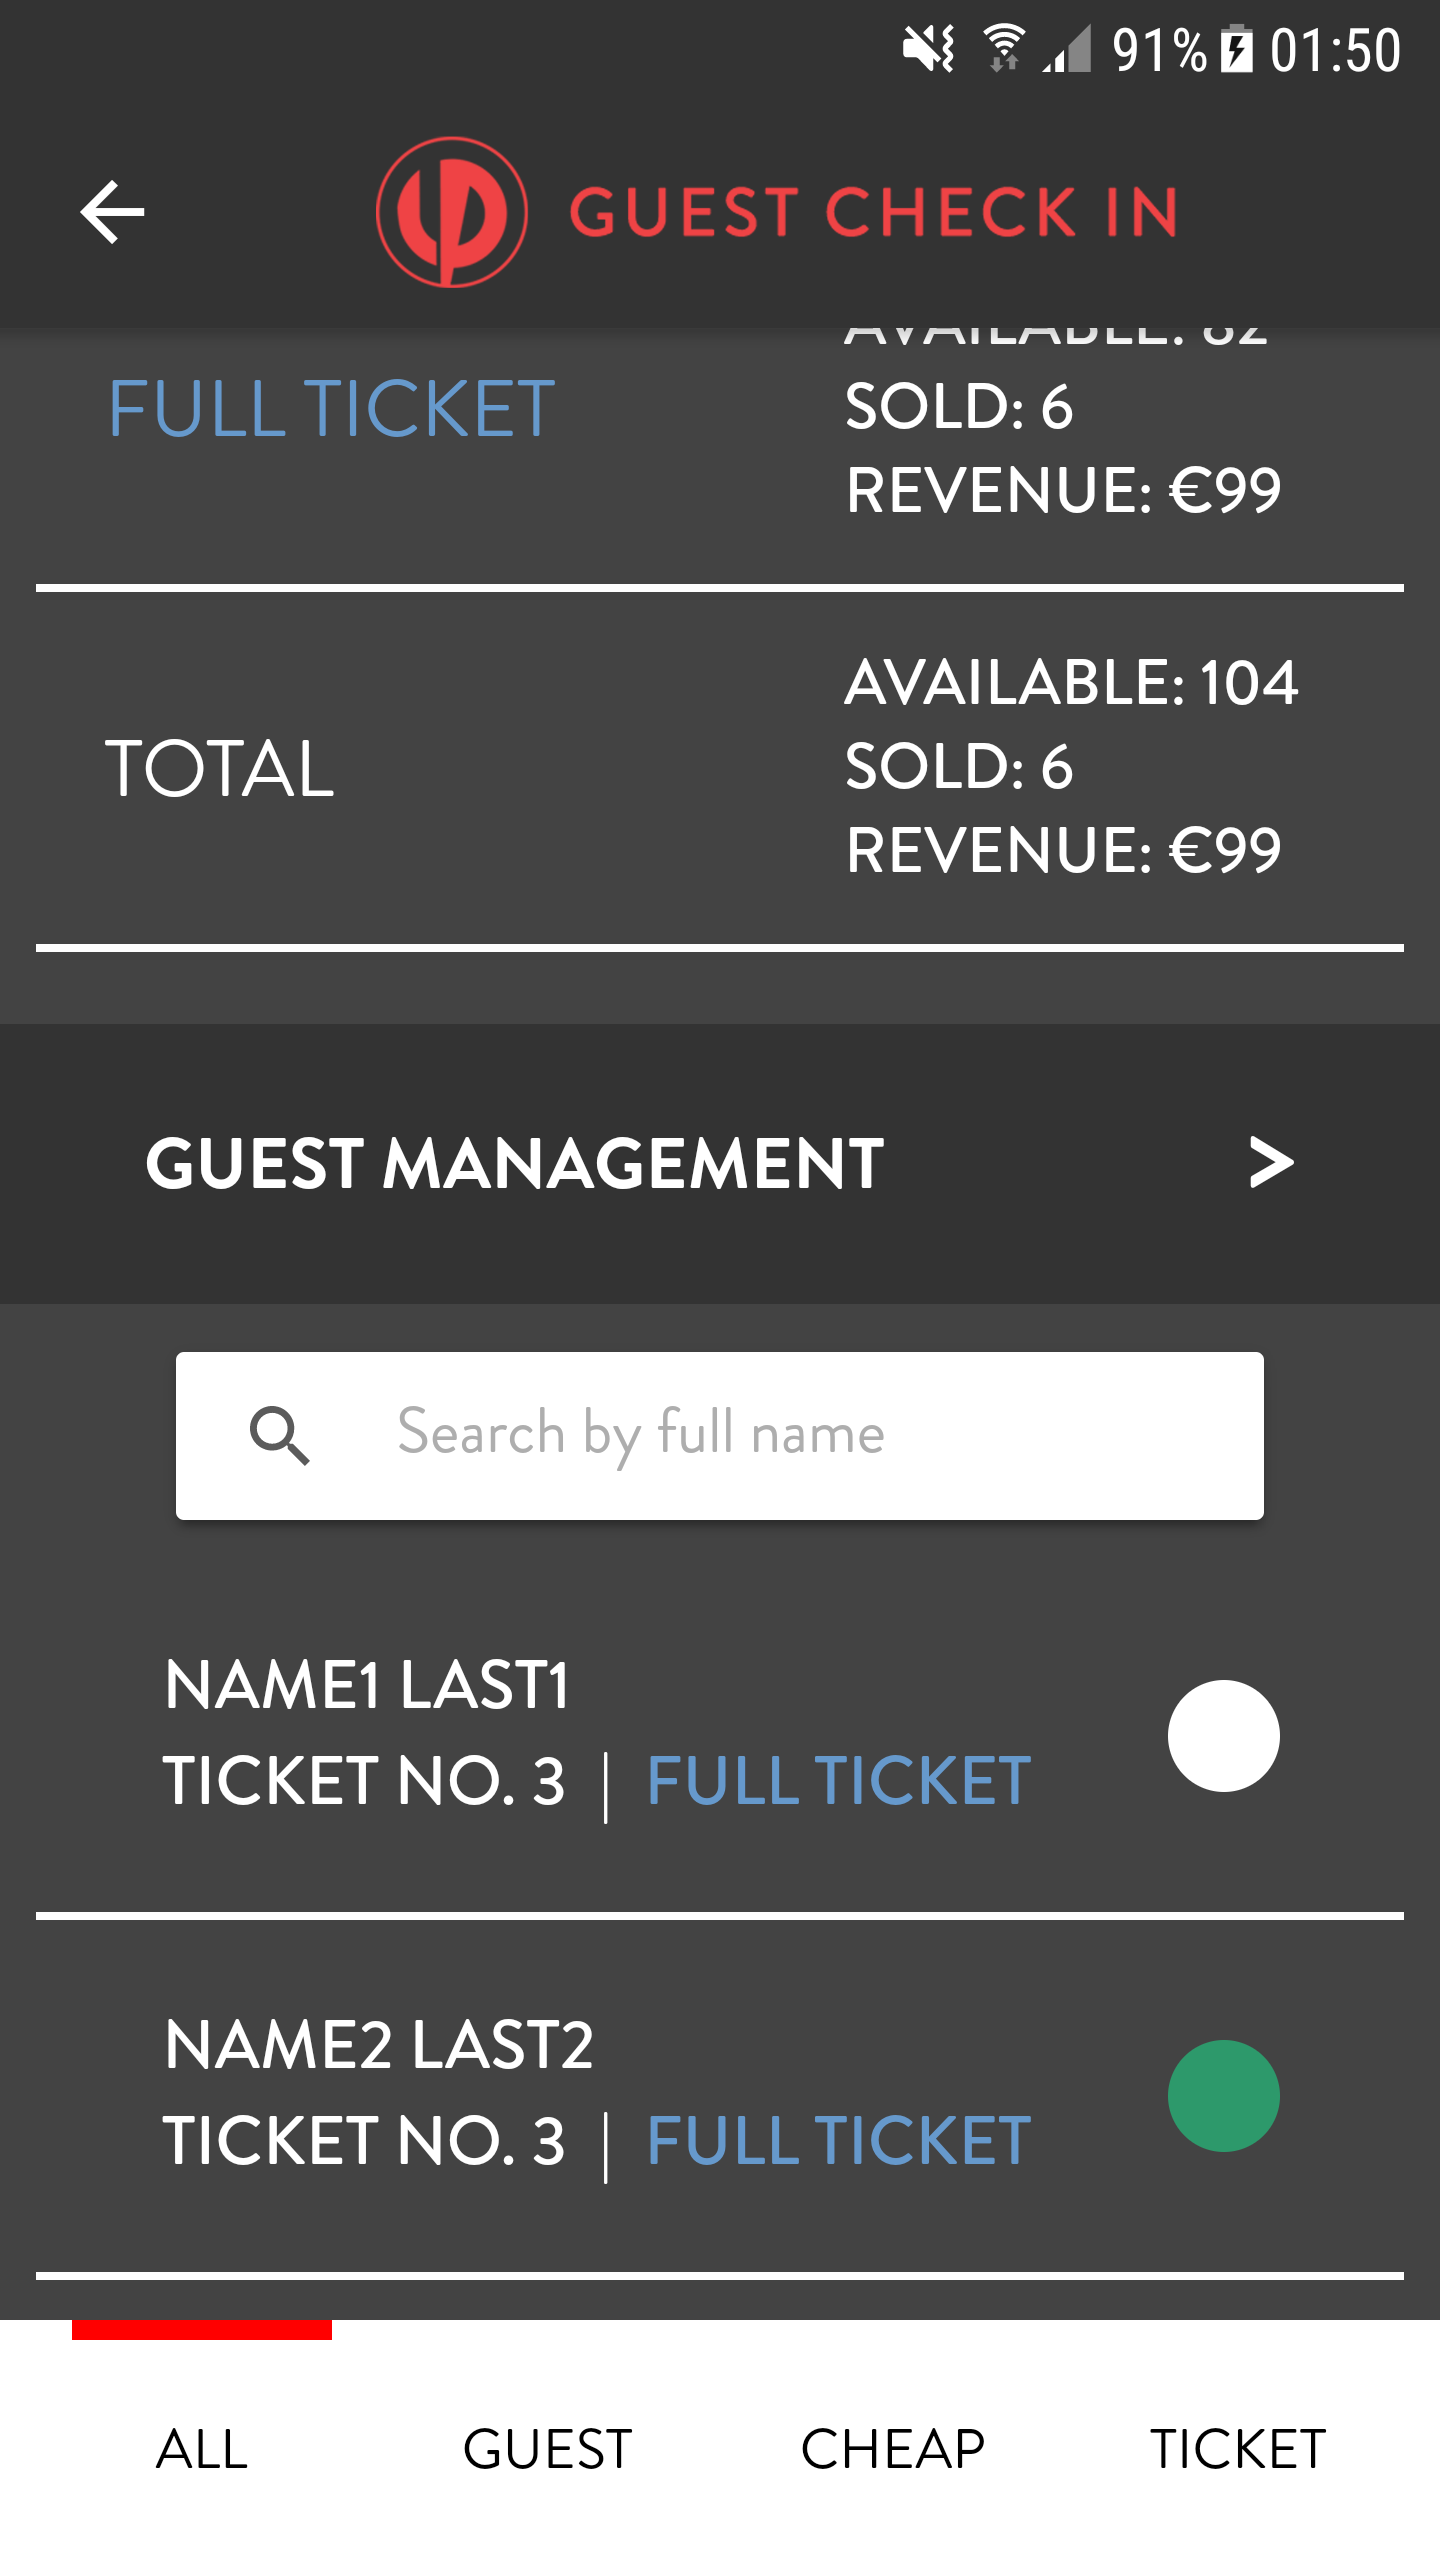 91% 01:50
GUEST CHECK IN
AVAILABLE: 82
FULL TICKET
SOLD: 6
REVENUE: €99
TOTAL
AVAILABLE: 104
SOLD: 6
REVENUE: €99
GUEST MANAGEMENT >
Search by full name
NAME1 LAST1
TICKET NO. 3 | FULL TICKET
NAME2 LAST2
TICKET NO. 3 | FULL TICKET
ALL GUEST CHEAP TICKET